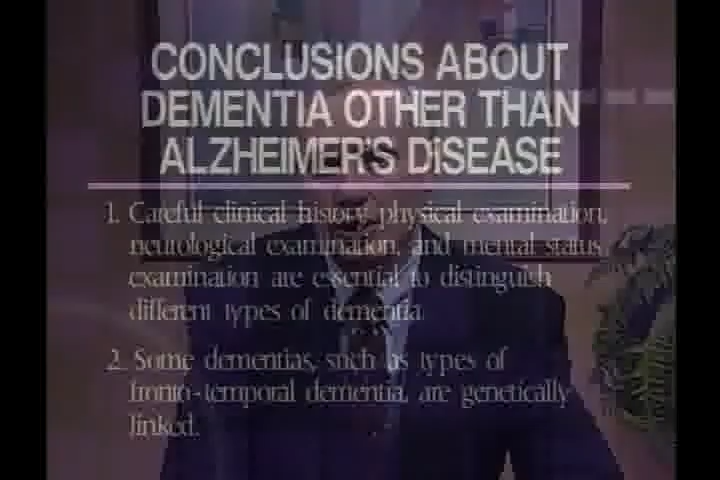 CONCLUSIONS ABOUT
DEMENTIA OTHER THAN
ALZHEIMER'S DiSEASE
1. Careful clinical history, physical examination,
neurological examination, and mental status
examination are essential to distinguish
different types of dementia.
2. Some dementias, such as types of
fronto-temporal dementia, are genetically
linked.